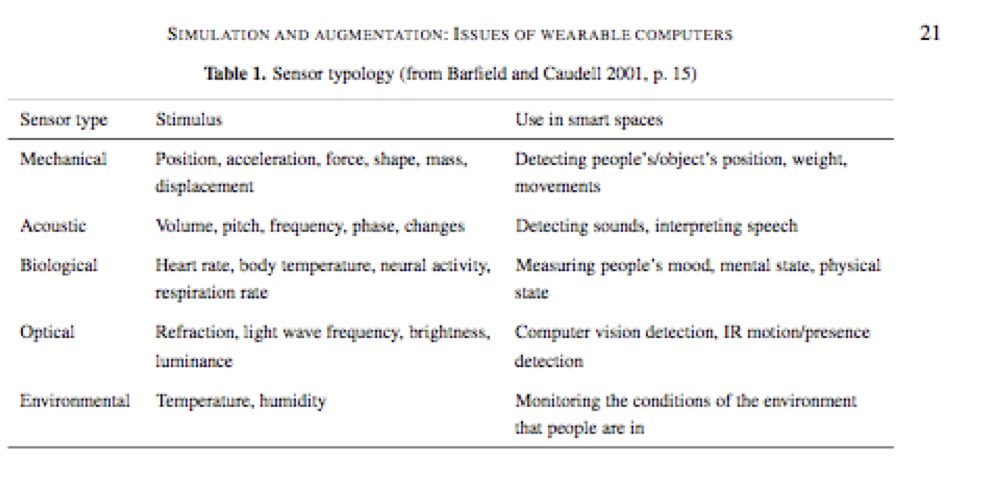 SIMULATION AND AUGMENTATION: ISSUES OF WEARABLE COMPUTERS 21
Table 1. Sensor typology (from Barfield and Caudell 2001, p. 15)
Sensor type Stimulus Use in smart spaces
Mechanical Position, acceleration, force, shape, mass, Detecting people's/object's position, weight,
displacement movements
Acoustic Volume, pitch, frequency, phase, changes Detecting sounds, interpreting speech
Biological Heart rate, body temperature, neural activity, Measuring people's mood, mental state, physical
respiration rate state
Optical Refraction, light wave frequency, brightness, Computer vision detection, IR motion/presence
luminance detection
Environmental Temperature, humidity Monitoring the conditions of the environment
that people are in